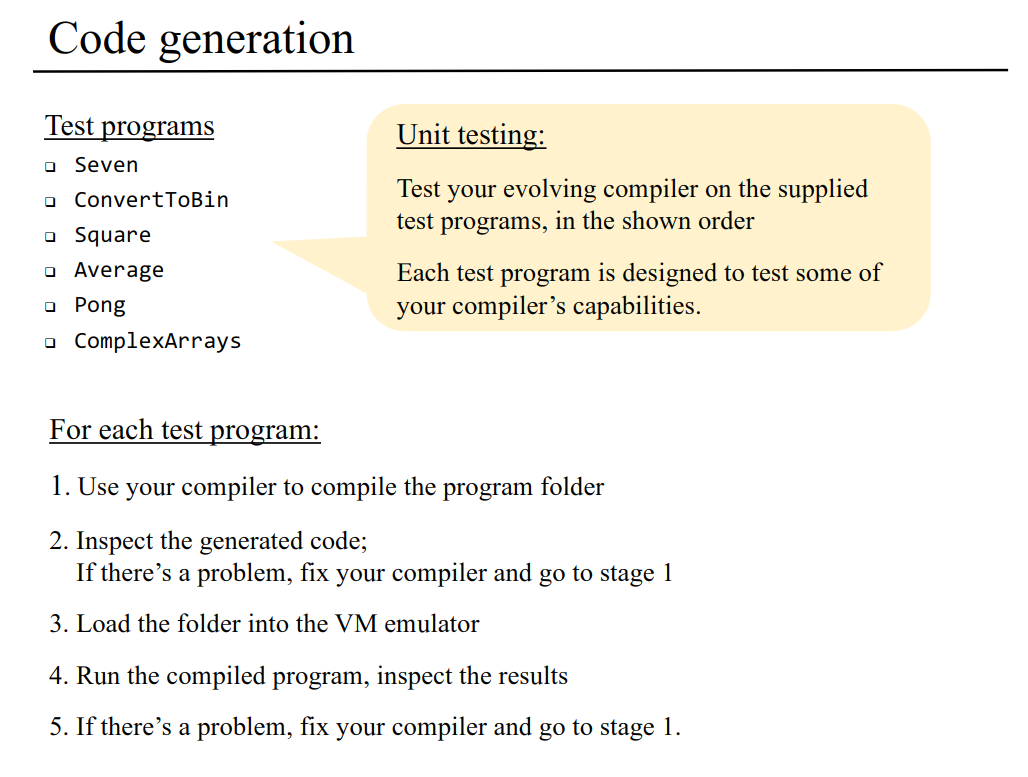 Code generation
Test programs
❑ Seven
❑ ConvertToBin
❑ Square
❑ Average
❑ Pong
❑ ComplexArrays
Unit testing:
Test your evolving compiler on the supplied
test programs, in the shown order
Each test program is designed to test some of
your compiler’s capabilities.
For each test program:
1. Use your compiler to compile the program folder
2. Inspect the generated code;
If there’s a problem, fix your compiler and go to stage 1
3. Load the folder into the VM emulator
4. Run the compiled program, inspect the results
5. If there’s a problem, fix your compiler and go to stage 1.